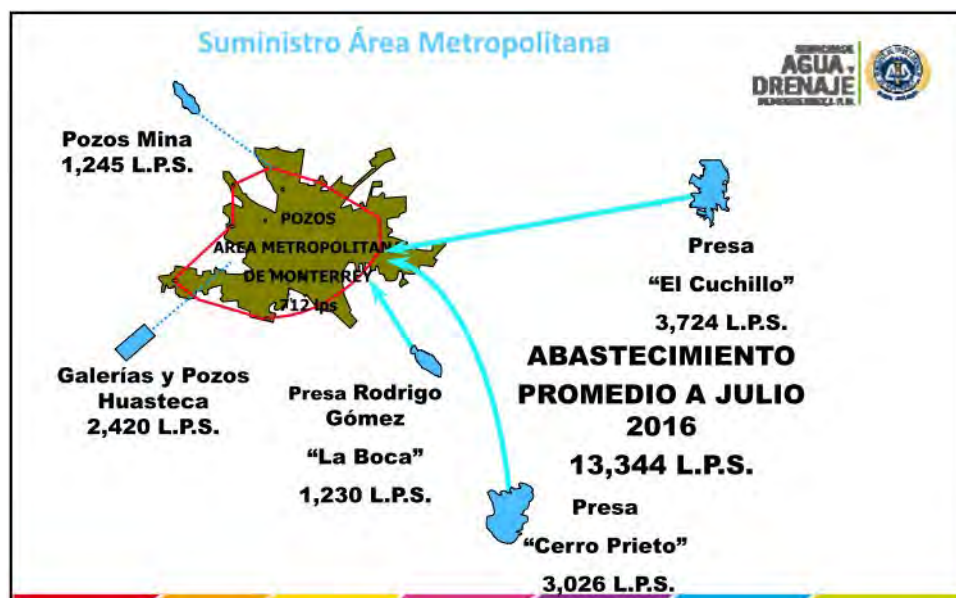 Suministro Área Metropolitana
AGUA Y
DRENAJE
Pozos Mina
1,245 L.P.S.
POZOS
ÁREA METROPOLITANA
DE MONTERREY
712 lps
Presa
“El Cuchillo”
3,724 L.P.S.
Galerías y Pozos
Huasteca
2,420 L.P.S.
Presa Rodrigo
Gómez
“La Boca”
1,230 L.P.S.
ABASTECIMIENTO
PROMEDIO A JULIO
2016
13,344 L.P.S.
Presa
“Cerro Prieto”
3,026 L.P.S.